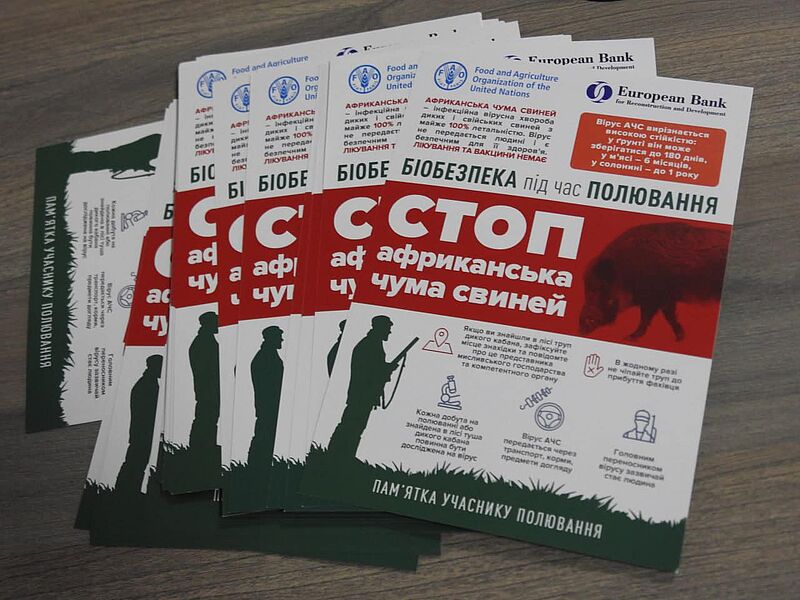 Food and Agriculture
Organization of the
United Nations
European Bank
for Reconstruction and Development
АФРИКАНСЬКА ЧУМА СВИНЕЙ
– інфекційна вірусна хвороба
диких і свійських свиней з
майже 100% летальністю. Вірус
не передається людині і є
безпечним для її здоров'я.
ЛІКУВАННЯ ТА ВАКЦИНИ НЕМАЄ
Вірус АЧС вирізняється
високою стійкістю:
у ґрунті він може
зберігатися до 180 днів,
у м'ясі – 6 місяців,
у солонині – до 1 року
БІОБЕЗПЕКА під час ПОЛЮВАННЯ
СТОП
африканська
чума свиней
Якщо ви знайшли в лісі труп
дикого кабана, зафіксуйте
місце знахідки та повідомте
про це представника
мисливського господарства
та компетентного органу
В жодному разі
не чіпайте труп до
прибуття фахівця
Кожна добута на
полюванні або
знайдена в лісі туша
дикого кабана
повинна бути
досліджена на вірус
Вірус АЧС
передається через
транспорт, корми,
предмети догляду
Головним
переносником
вірусу зазвичай
стає людина
ПАМ'ЯТКА УЧАСНИКУ ПОЛЮВАННЯ
FAO
Food and Agriculture
European Bank
ПАМ'ЯТКА УЧАСНИКУ ПОЛЮВАННЯ